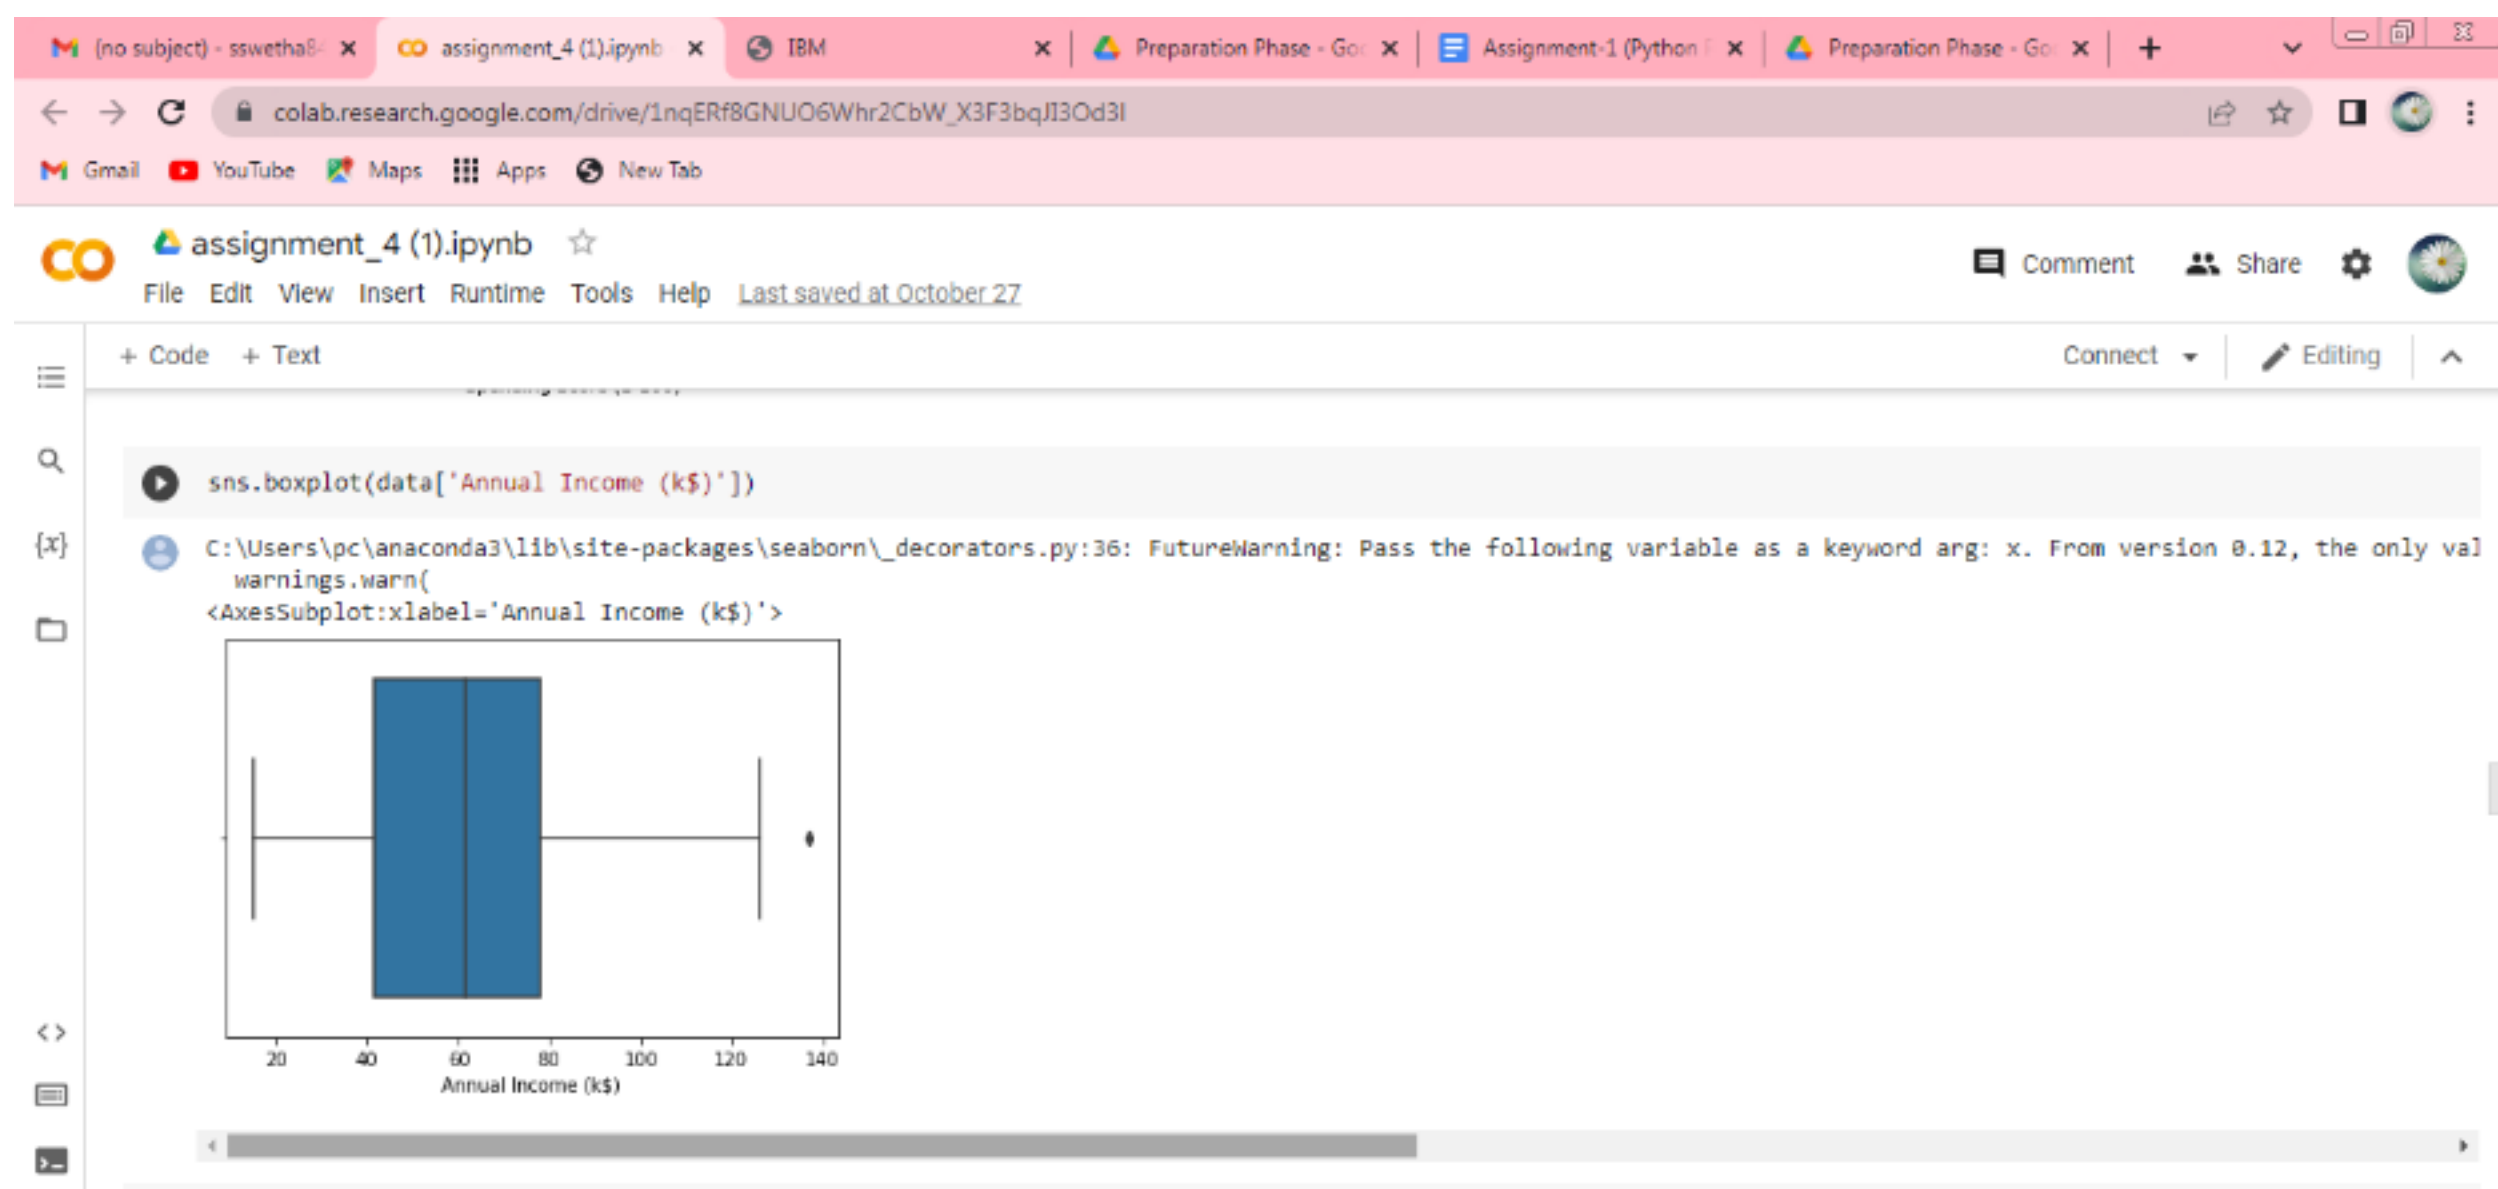 (no subject) - sswetha8 assignment_4 (1).ipynb IBM Preparation Phase - Goo Assignment-1 (Python Preparation Phase - Go
colab.research.google.com/drive/1nqERf8GNUO6Whr2CbW_X3F3bqJI3Od3l
Gmail YouTube Maps Apps New Tab
CO assignment_4 (1).ipynb
Comment Share
File Edit View Insert Runtime Tools Help Last saved at October 27
+ Code + Text Connect Editing
sns.boxplot(data['Annual Income (k$)'])
{x} C:\Users\pc\anaconda3\lib\site-packages\seaborn\_decorators.py:36: FutureWarning: Pass the following variable as a keyword arg: x. From version 0.12, the only val
warnings.warn(
<AxesSubplot:xlabel='Annual Income (k$)'>
20 40 60 80 100 120 140
Annual Income (k$)